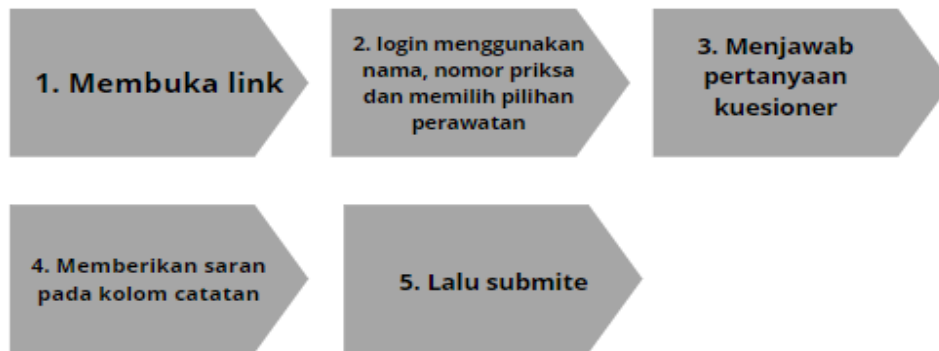 1. Membuka link
2. login menggunakan
nama, nomor priksa
dan memilih pilihan
perawatan
3. Menjawab
pertanyaan
kuesioner
4. Memberikan saran
pada kolom catatan
5. Lalu submite